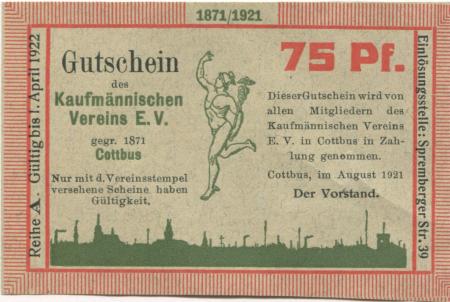 1871/1921
Gutschein
des
Kaufmännischen
Vereins E. V.
gegr. 1871
Cottbus
Nur mit d. Vereinsstempel
versehene Scheine haben
Gültigkeit.
75 Pf.
DieserGutschein wird von
allen Mitgliedern des
Kaufmännischen Vereins
E. V. in Cottbus in Zah-
lung genommen.
Cottbus, im August 1921
Der Vorstand.
Reihe A. Gültig bis 1. April 1922
Einlösungsstelle: Spremberger Str. 39